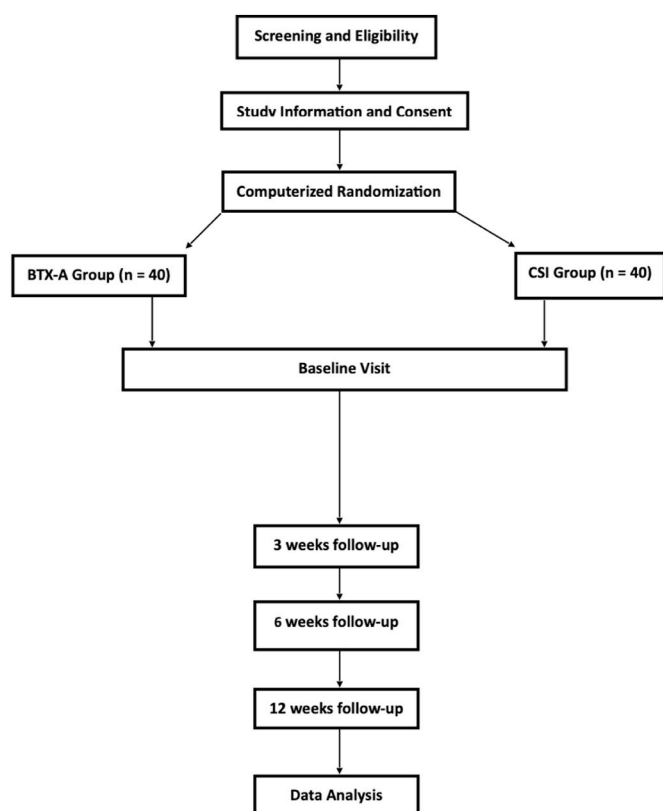 Screening and Eligibility
Studv Information and Consent
Computerized Randomization
BTX-A Group (n = 40)
CSI Group (n = 40)
Baseline Visit
3 weeks follow-up
6 weeks follow-up
12 weeks follow-up
Data Analysis